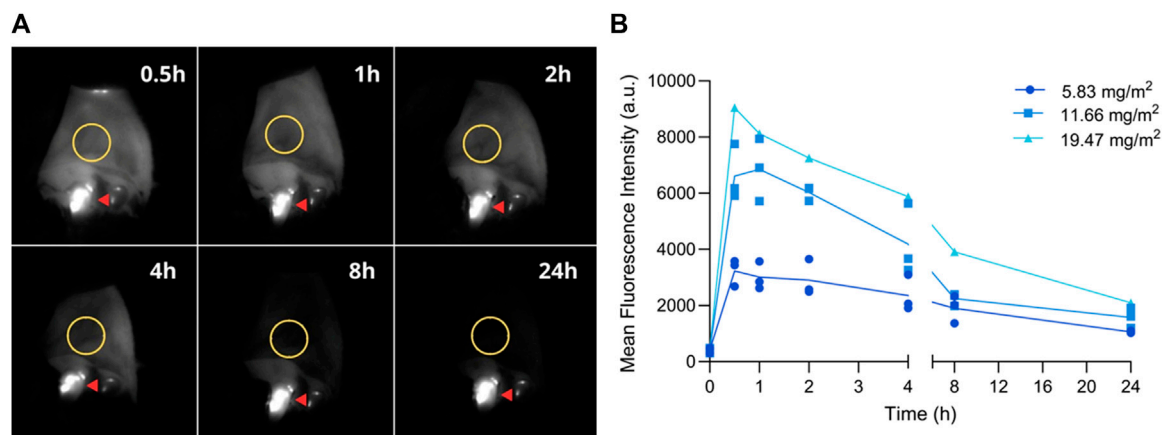 A
B
0.5h
1h
2h
4h
8h
24h
Mean Fluorescence Intensity (a.u.)
10000
8000
6000
4000
2000
0
5.83 mg/m²
11.66 mg/m²
19.47 mg/m²
0 1 2 4 8 12 16 20 24
Time (h)